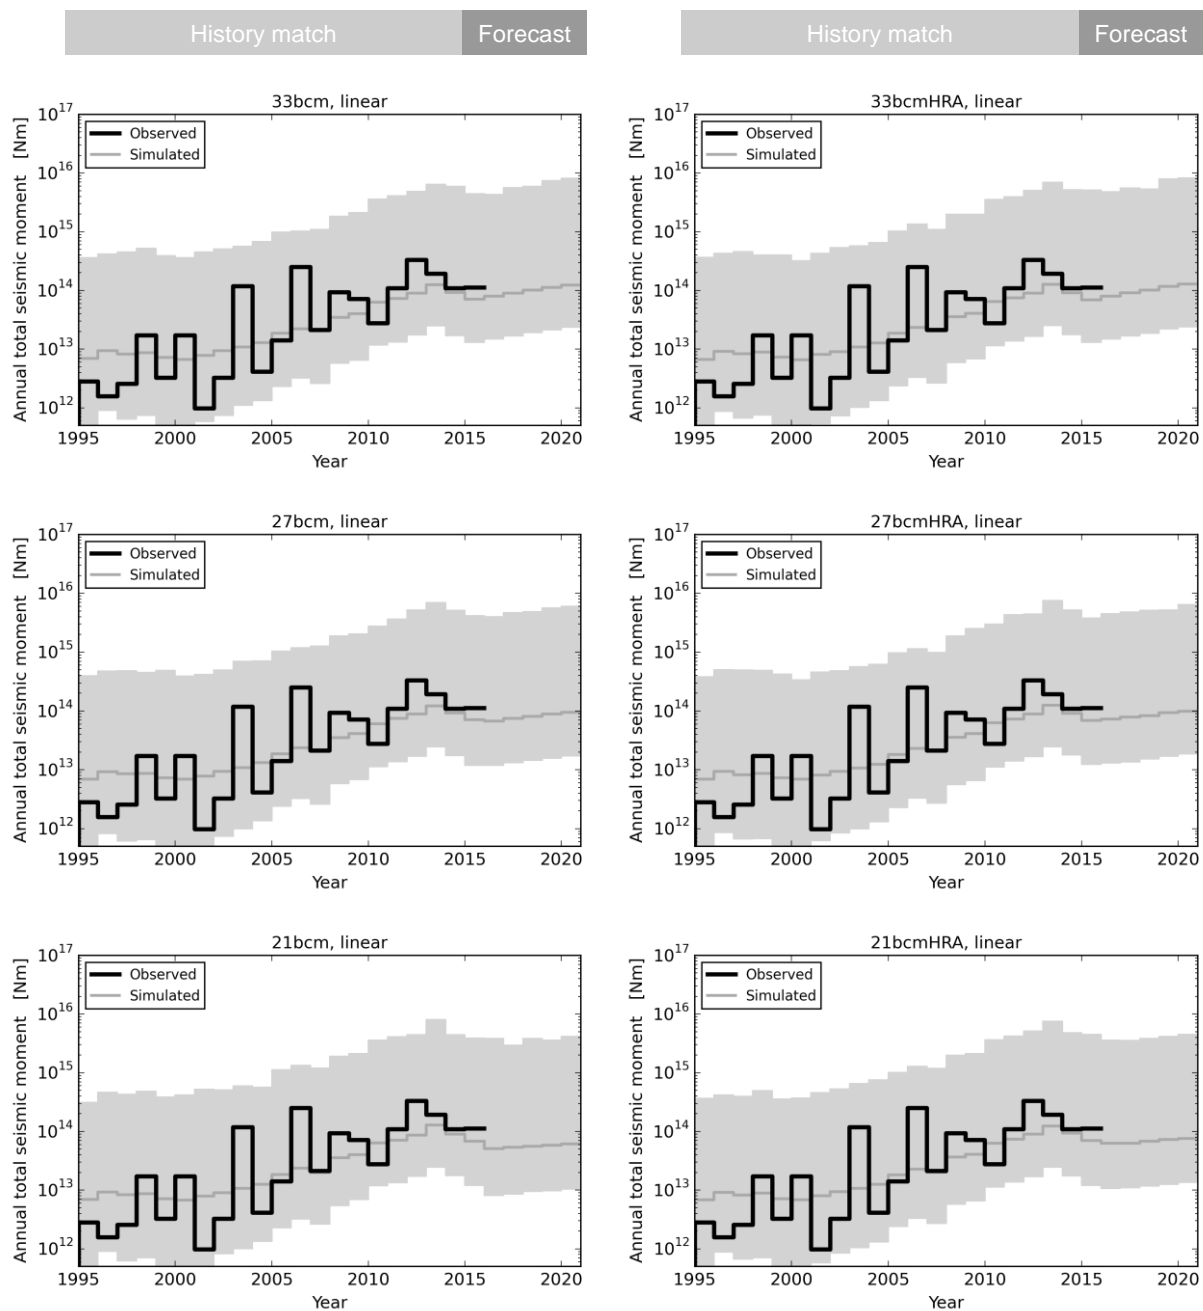 History match Forecast History match Forecast
33bcm, linear
Annual total seismic moment [Nm]
10^17
10^16
10^15
10^14
10^13
10^12
Observed
Simulated
1995 2000 2005 2010 2015 2020
Year
33bcmHRA, linear
Annual total seismic moment [Nm]
10^17
10^16
10^15
10^14
10^13
10^12
Observed
Simulated
1995 2000 2005 2010 2015 2020
Year
27bcm, linear
Annual total seismic moment [Nm]
10^17
10^16
10^15
10^14
10^13
10^12
Observed
Simulated
1995 2000 2005 2010 2015 2020
Year
27bcmHRA, linear
Annual total seismic moment [Nm]
10^17
10^16
10^15
10^14
10^13
10^12
Observed
Simulated
1995 2000 2005 2010 2015 2020
Year
21bcm, linear
Annual total seismic moment [Nm]
10^17
10^16
10^15
10^14
10^13
10^12
Observed
Simulated
1995 2000 2005 2010 2015 2020
Year
21bcmHRA, linear
Annual total seismic moment [Nm]
10^17
10^16
10^15
10^14
10^13
10^12
Observed
Simulated
1995 2000 2005 2010 2015 2020
Year